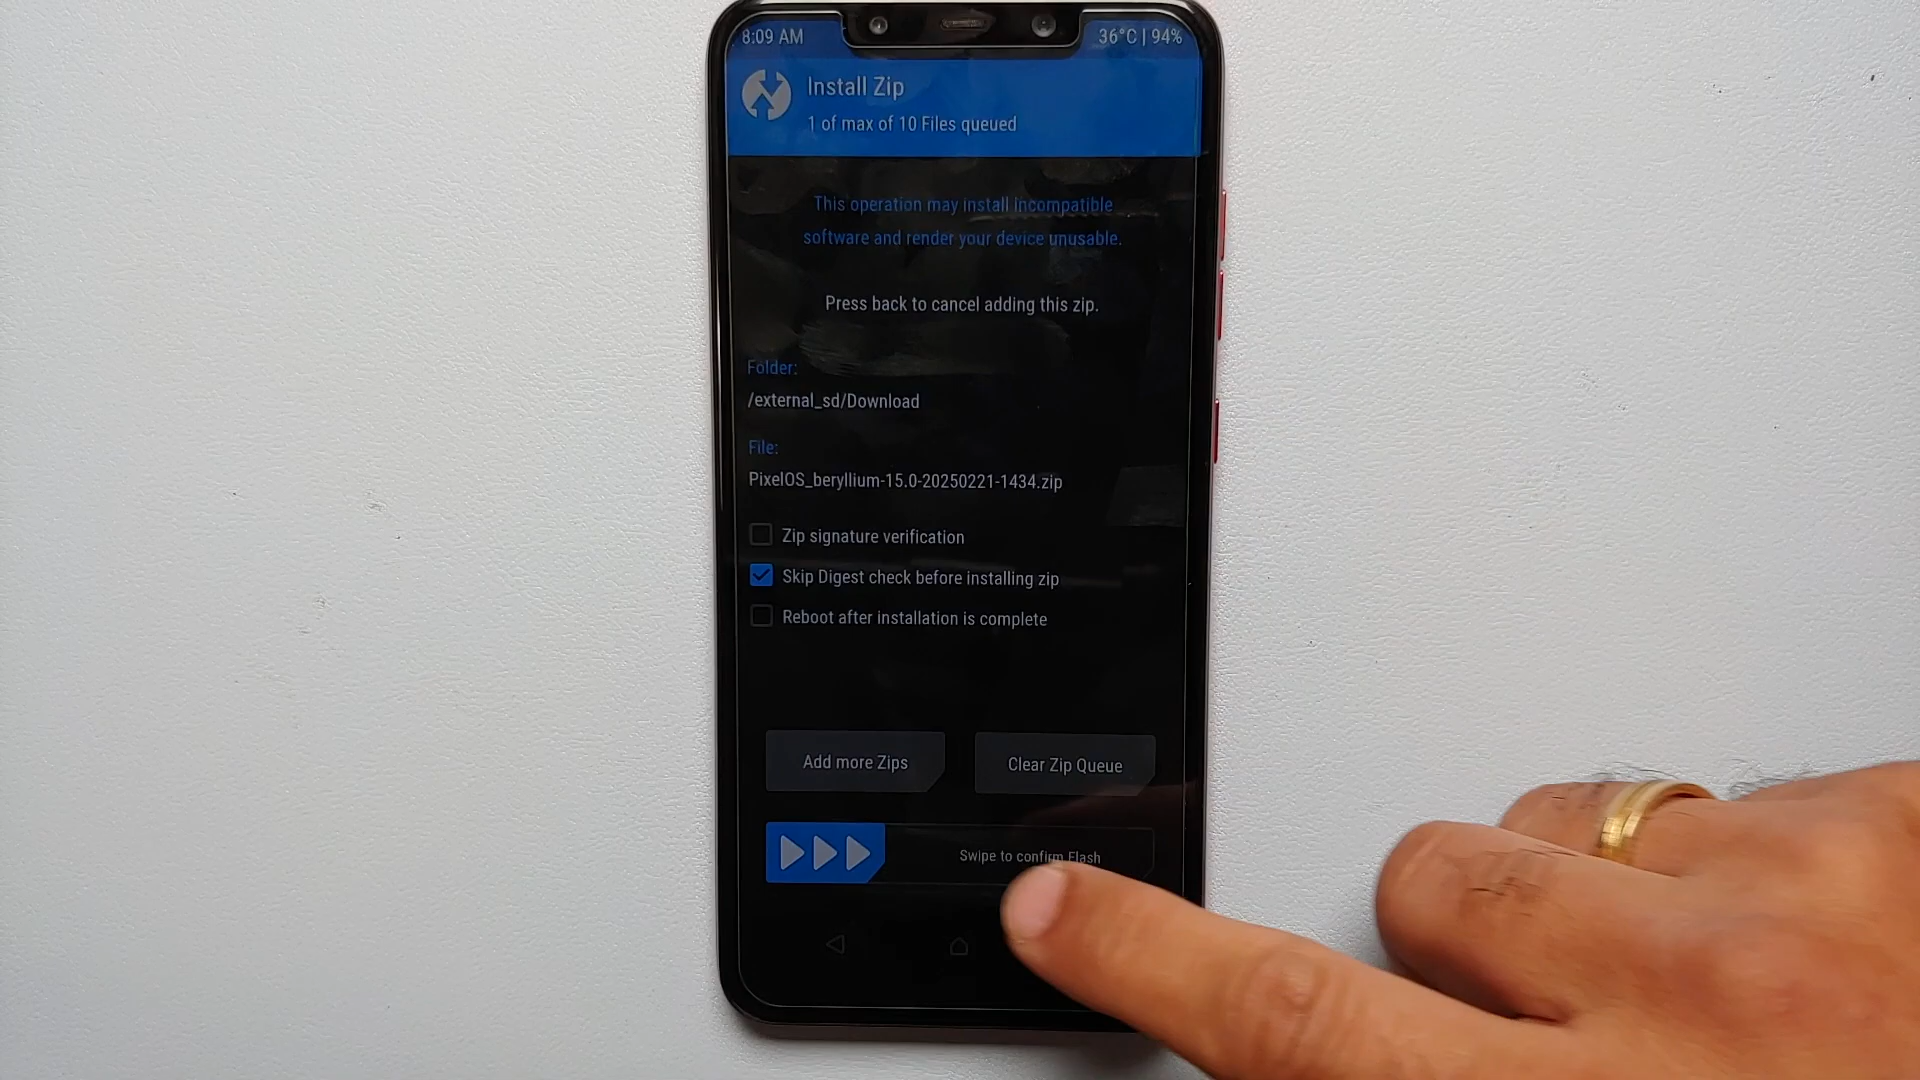 8:09 AM
36°C | 94%
Install Zip
1 of max of 10 Files queued
This operation may install incompatible
software and render your device unusable.
Press back to cancel adding this zip.
Folder:
/external_sd/Download
File:
PixelOS_beryllium-15.0-20250221-1434.zip
Zip signature verification
Skip Digest check before installing zip
Reboot after installation is complete
Add more Zips
Clear Zip Queue
Swipe to confirm Flash